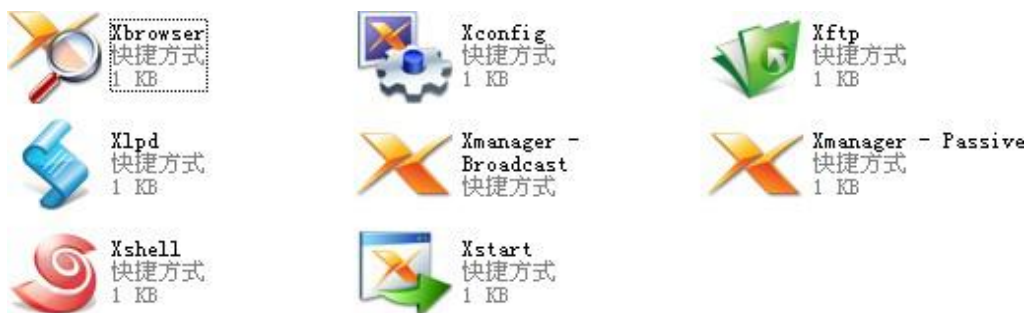 Xbrowser
快捷方式
1 KB
Xconfig
快捷方式
1 KB
Xftp
快捷方式
1 KB
Xlpd
快捷方式
1 KB
Xmanager -
Broadcast
快捷方式
Xmanager - Passive
快捷方式
1 KB
Xshell
快捷方式
1 KB
Xstart
快捷方式
1 KB